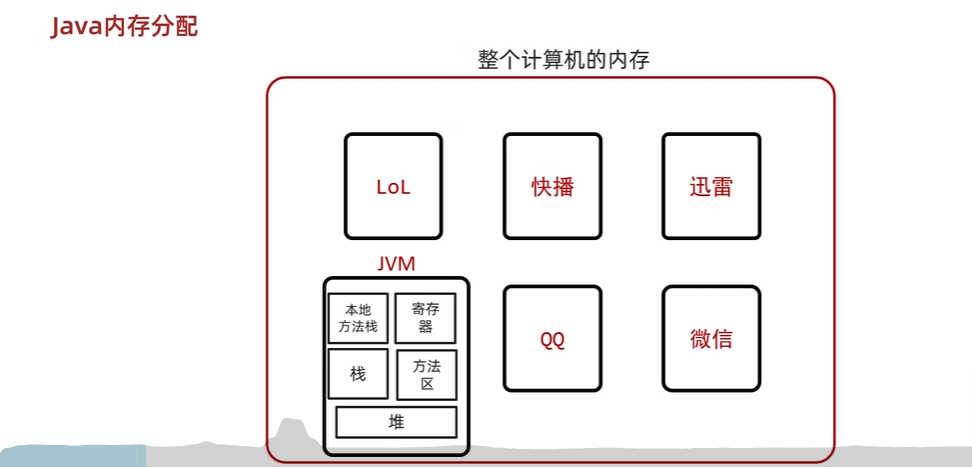 Java内存分配
整个计算机的内存
LoL
快播
迅雷
JVM
本地
方法栈
寄存
器
栈
方法
区
堆
QQ
微信